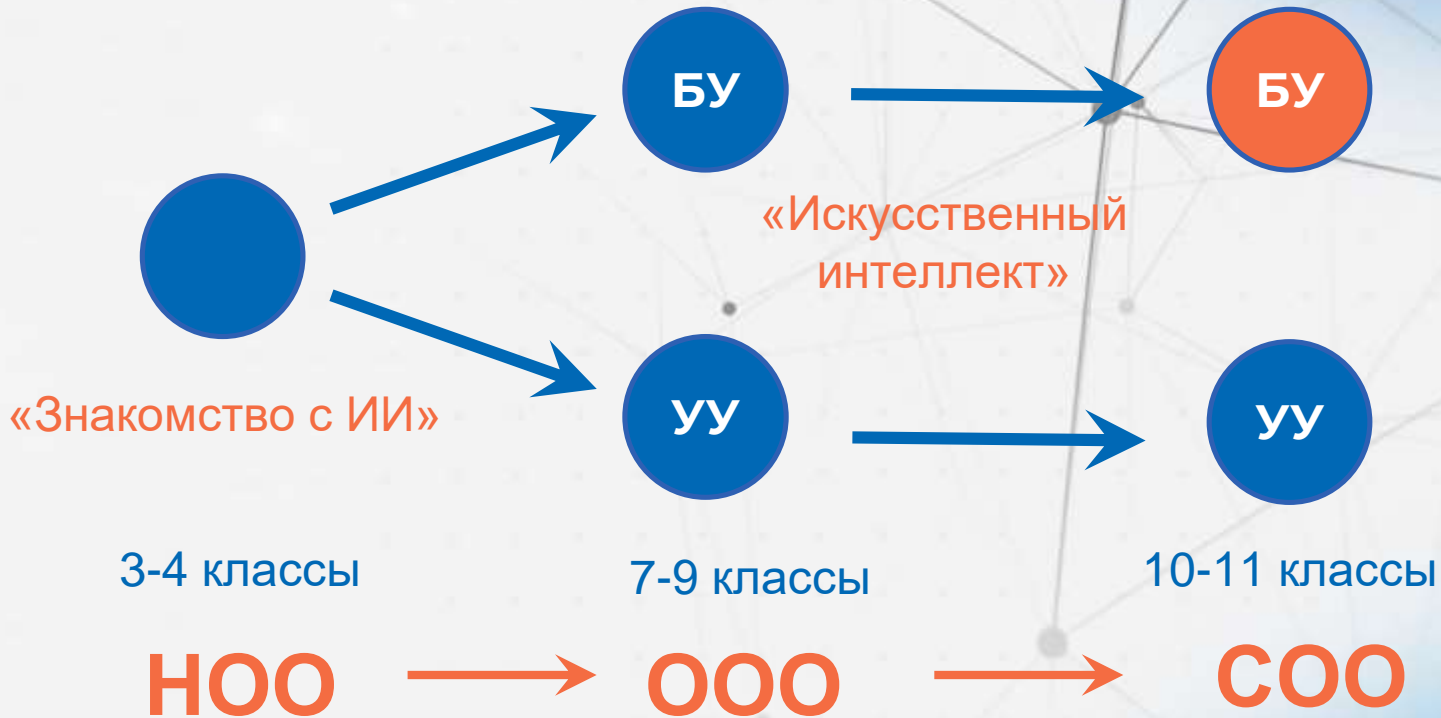 БУ
БУ
«Искусственный
интеллект»
«Знакомство с ИИ»
УУ
УУ
3-4 классы
7-9 классы
10-11 классы
НОО
ООО
СОО